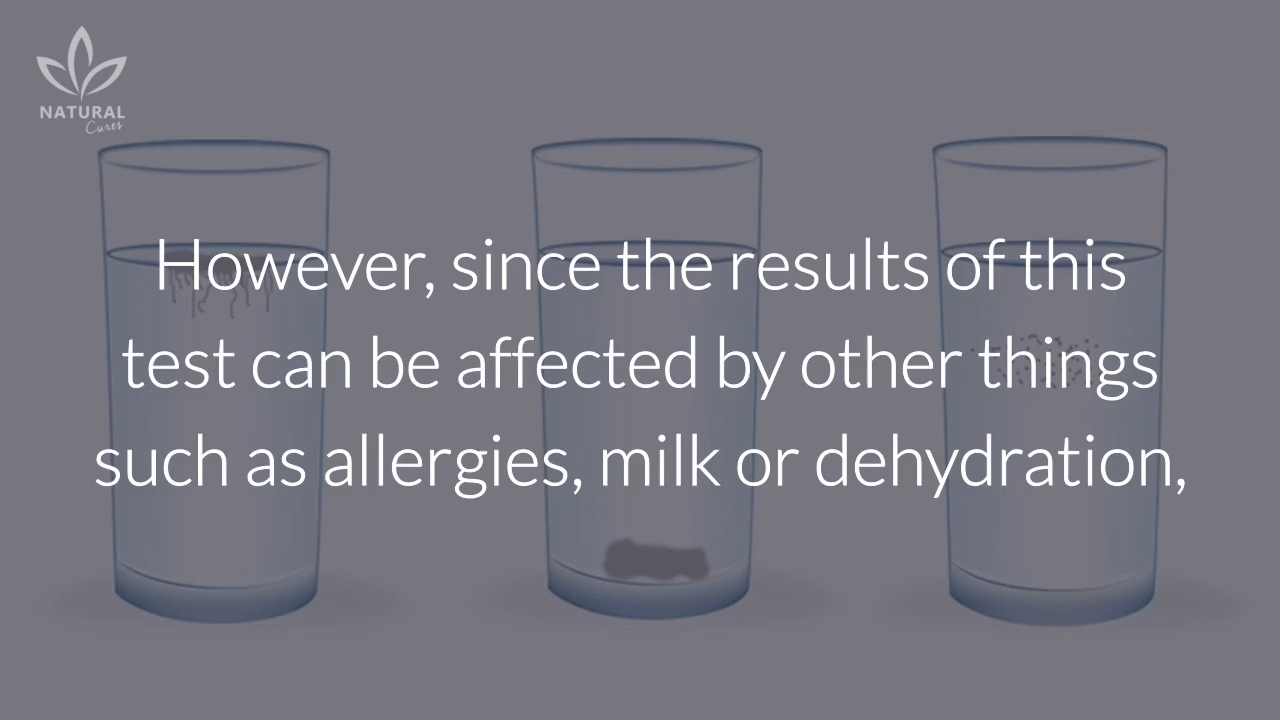 NATURAL
Cures
However, since the results of this
test can be affected by other things
such as allergies, milk or dehydration,